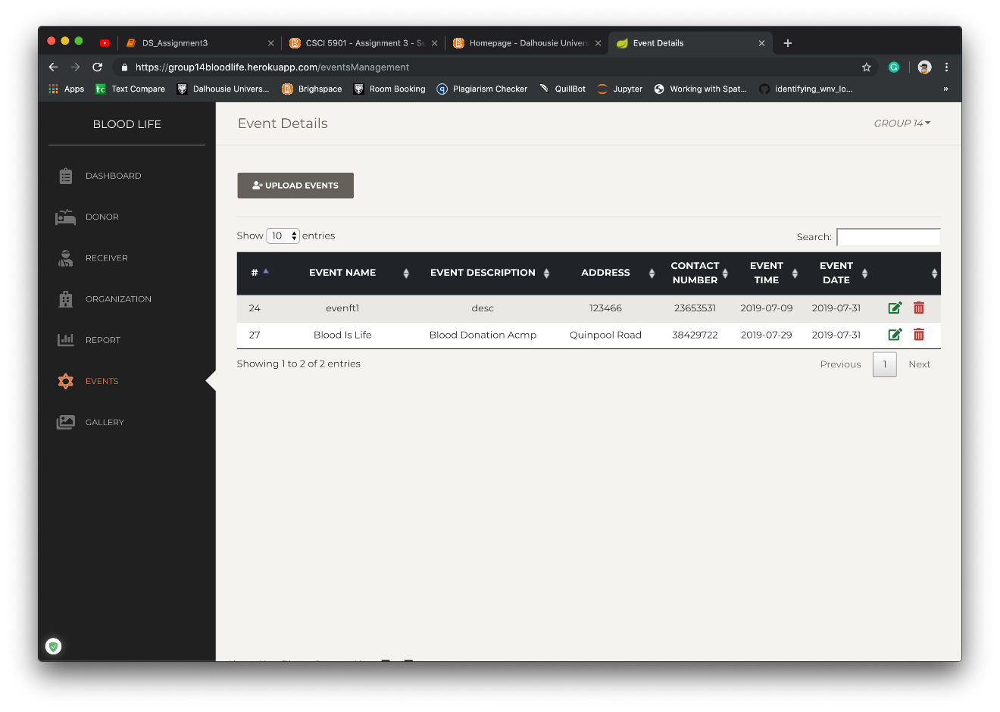 DS_Assignment3
CSCI 5901 - Assignment 3 - Su
Homepage - Dalhousie Univers
Event Details
https://group14bloodlife.herokuapp.com/eventsManagement
Apps
Text Compare
Dalhousie Univers...
Brighspace
Room Booking
Plagiarism Checker
QuillBot
Jupyter
Working with Spat...
identifying_wnv_lo...
»
BLOOD LIFE
DASHBOARD
DONOR
RECEIVER
ORGANIZATION
REPORT
EVENTS
GALLERY
Event Details
GROUP 14
UPLOAD EVENTS
Show 10 entries
Search:
# EVENT NAME EVENT DESCRIPTION ADDRESS CONTACT NUMBER EVENT TIME EVENT DATE
24 evenft1 desc 123466 23653531 2019-07-09 2019-07-31
27 Blood Is Life Blood Donation Acmp Quinpool Road 38429722 2019-07-29 2019-07-31
Showing 1 to 2 of 2 entries
Previous 1 Next